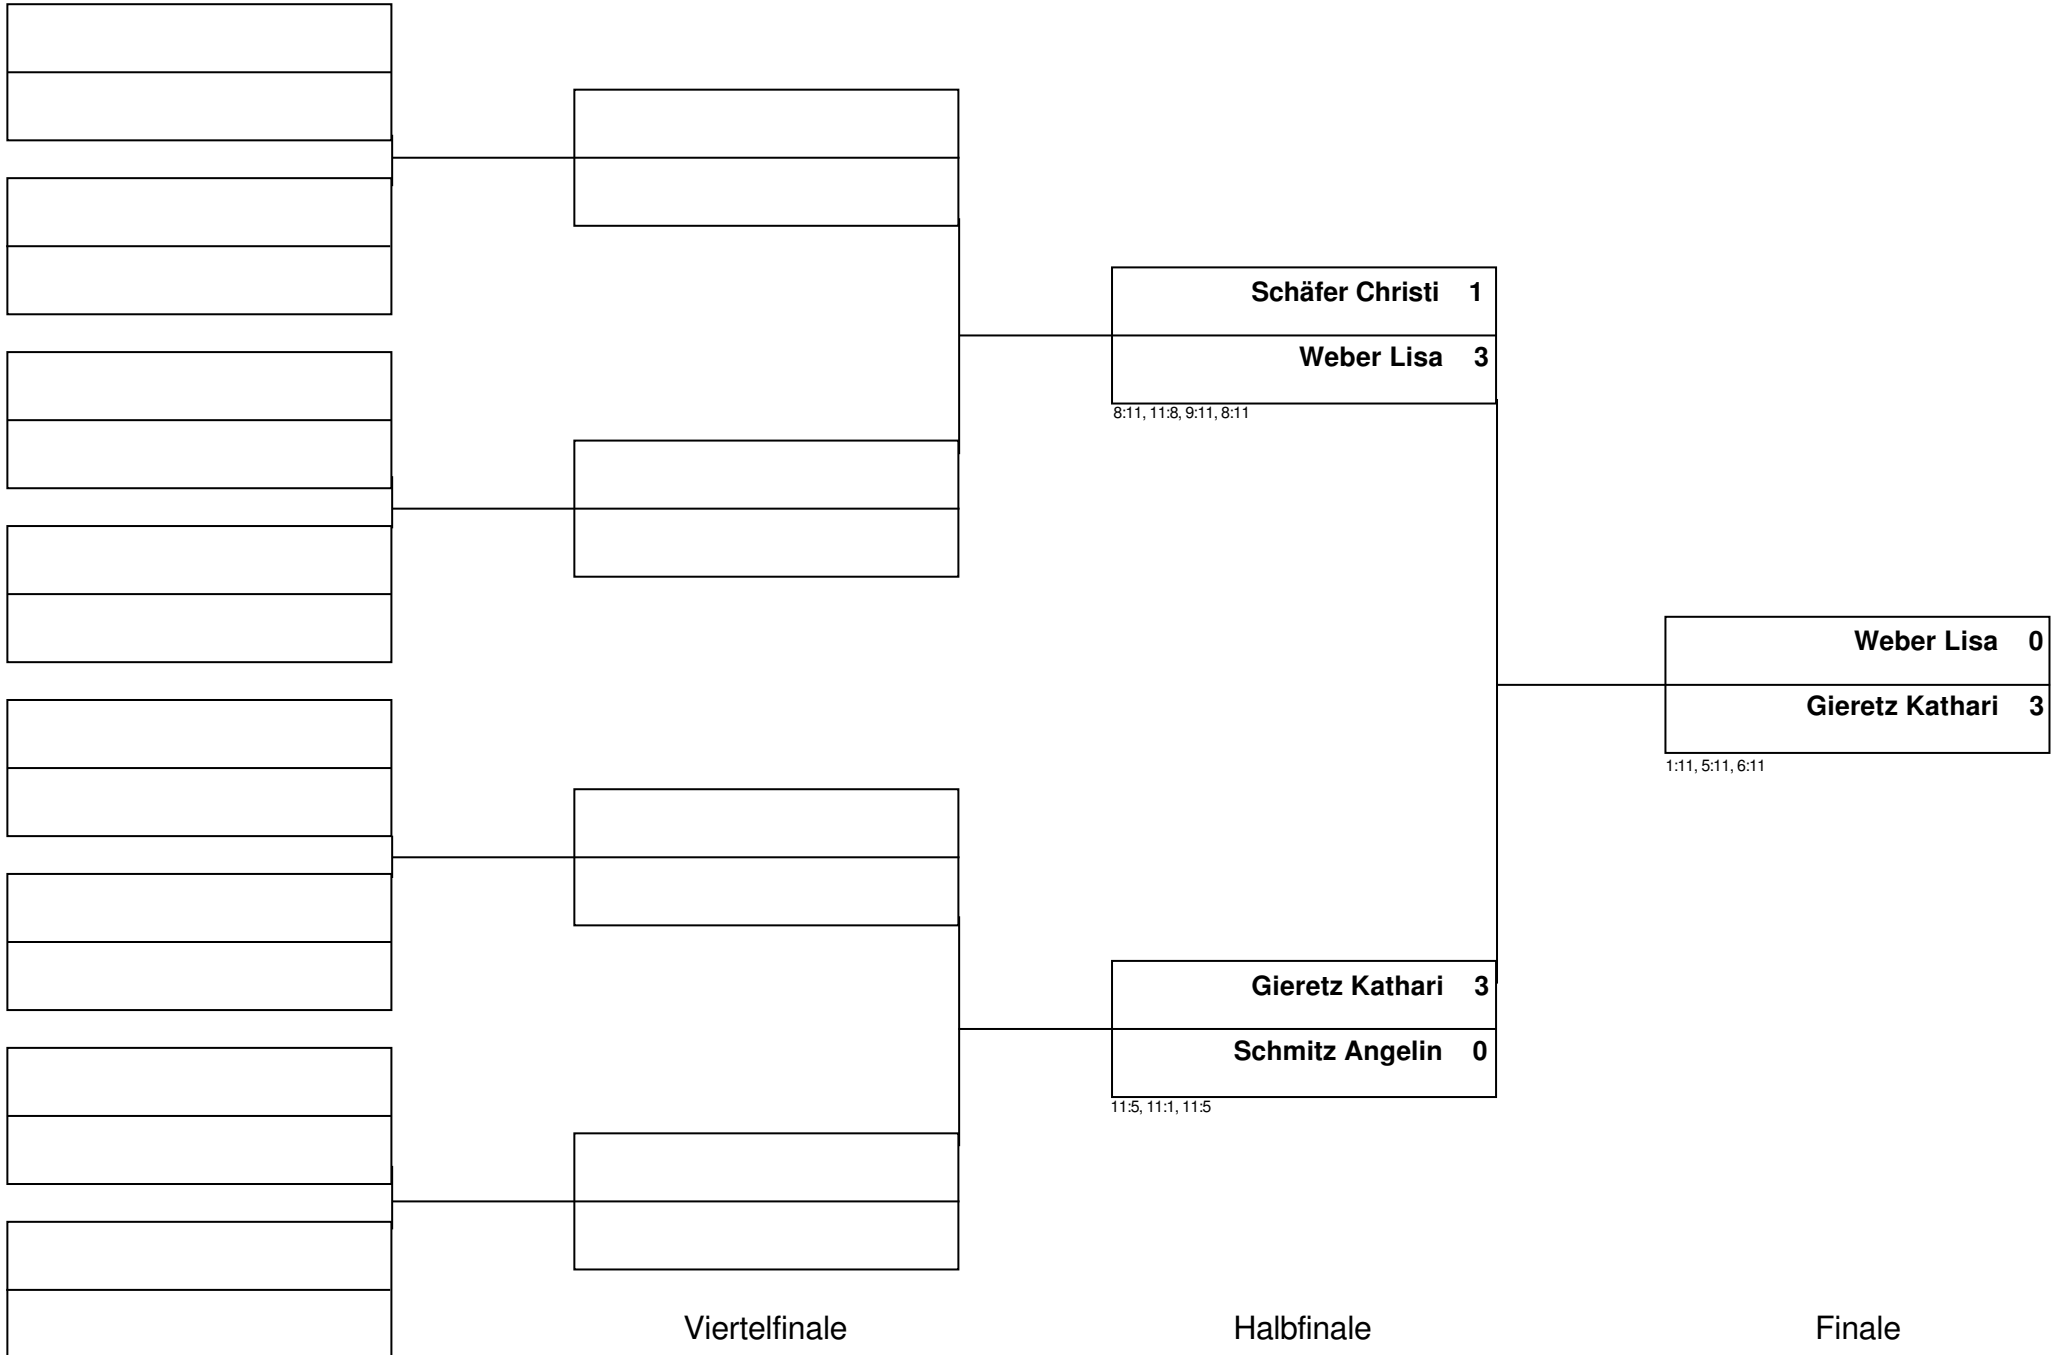 Schäfer Christi 1
Weber Lisa 3
8:11, 11:8, 9:11, 8:11
Weber Lisa 0
Gieretz Kathari 3
1:11, 5:11, 6:11
Gieretz Kathari 3
Schmitz Angelin 0
11:5, 11:1, 11:5
Viertelfinale
Halbfinale
Finale